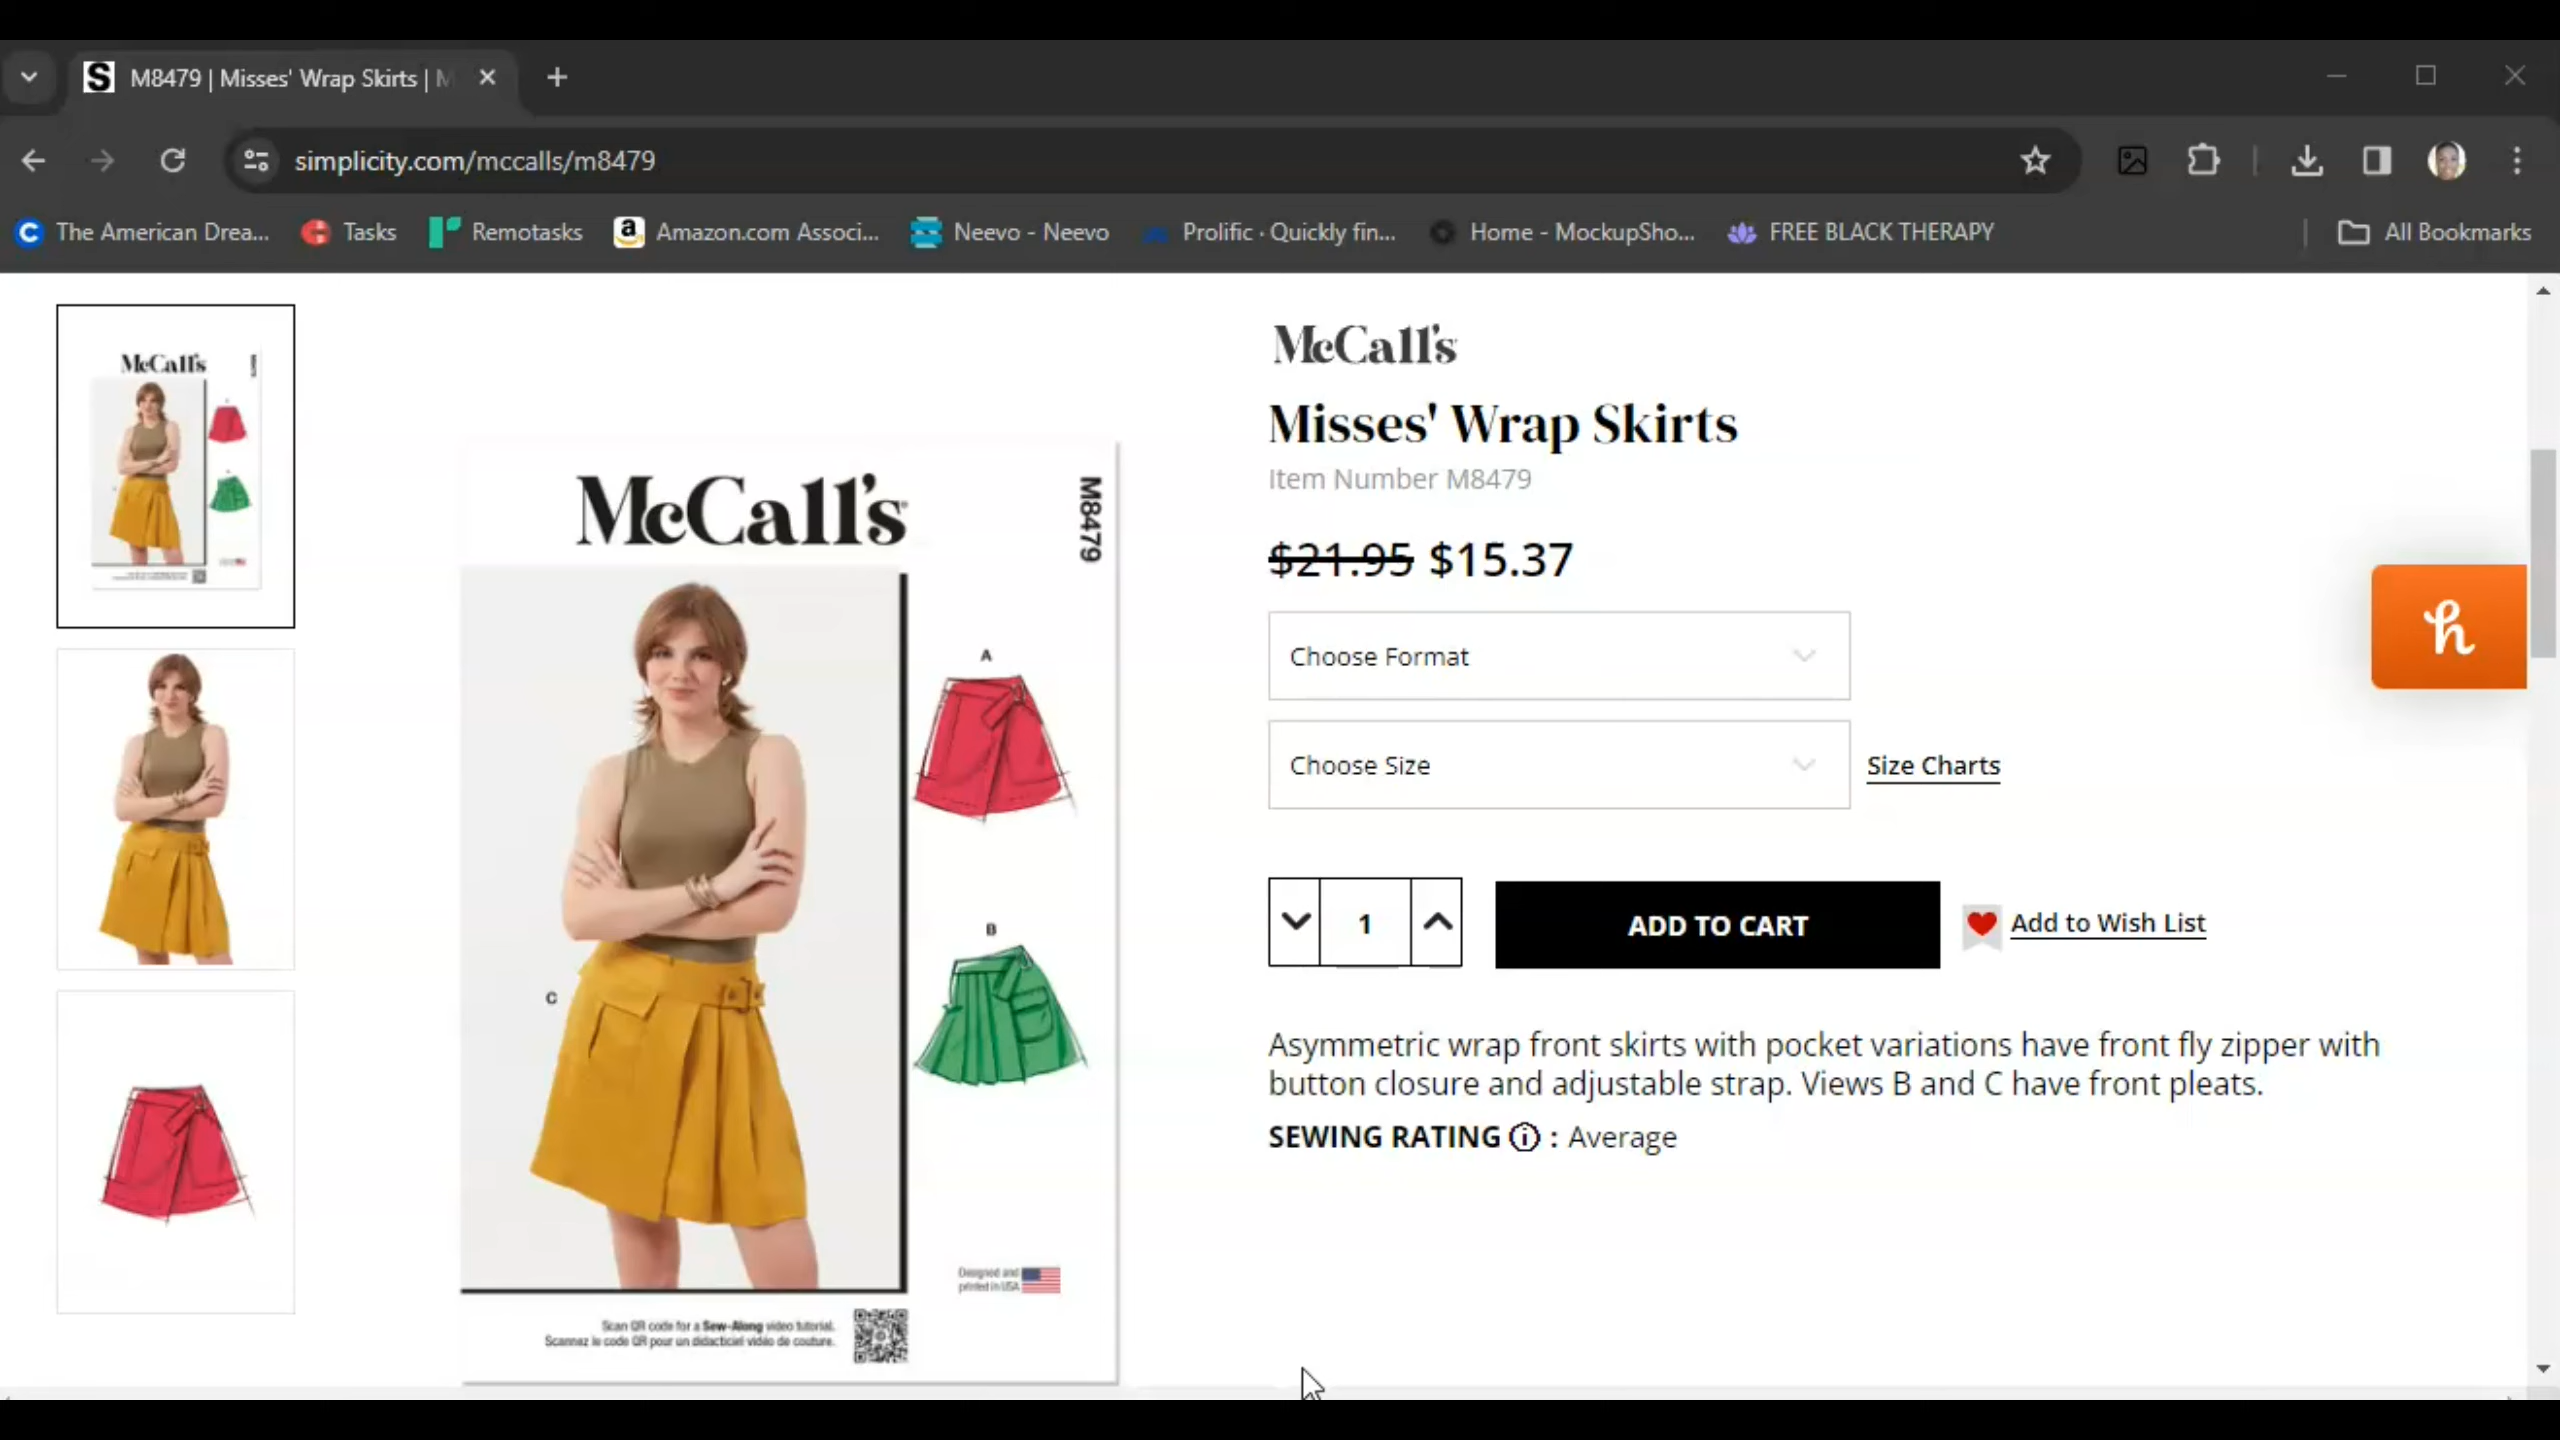 M8479 | Misses' Wrap Skirts | M
simplicity.com/mccalls/m8479
The American Drea...
Tasks
Remotasks
Amazon.com Associ...
Neevo - Neevo
Prolific · Quickly fin...
Home - MockupSho...
FREE BLACK THERAPY
All Bookmarks
McCall's
McCall's
M8479
A
B
C
Designed and
printed in USA
Scan QR code for a Sew-Along video tutorial.
Scannez le code QR pour un didacticiel vidéo de couture.
McCall's
Misses' Wrap Skirts
Item Number M8479
$21.95 $15.37
Choose Format
Choose Size
Size Charts
1
ADD TO CART
Add to Wish List
Asymmetric wrap front skirts with pocket variations have front fly zipper with
button closure and adjustable strap. Views B and C have front pleats.
SEWING RATING : Average
h